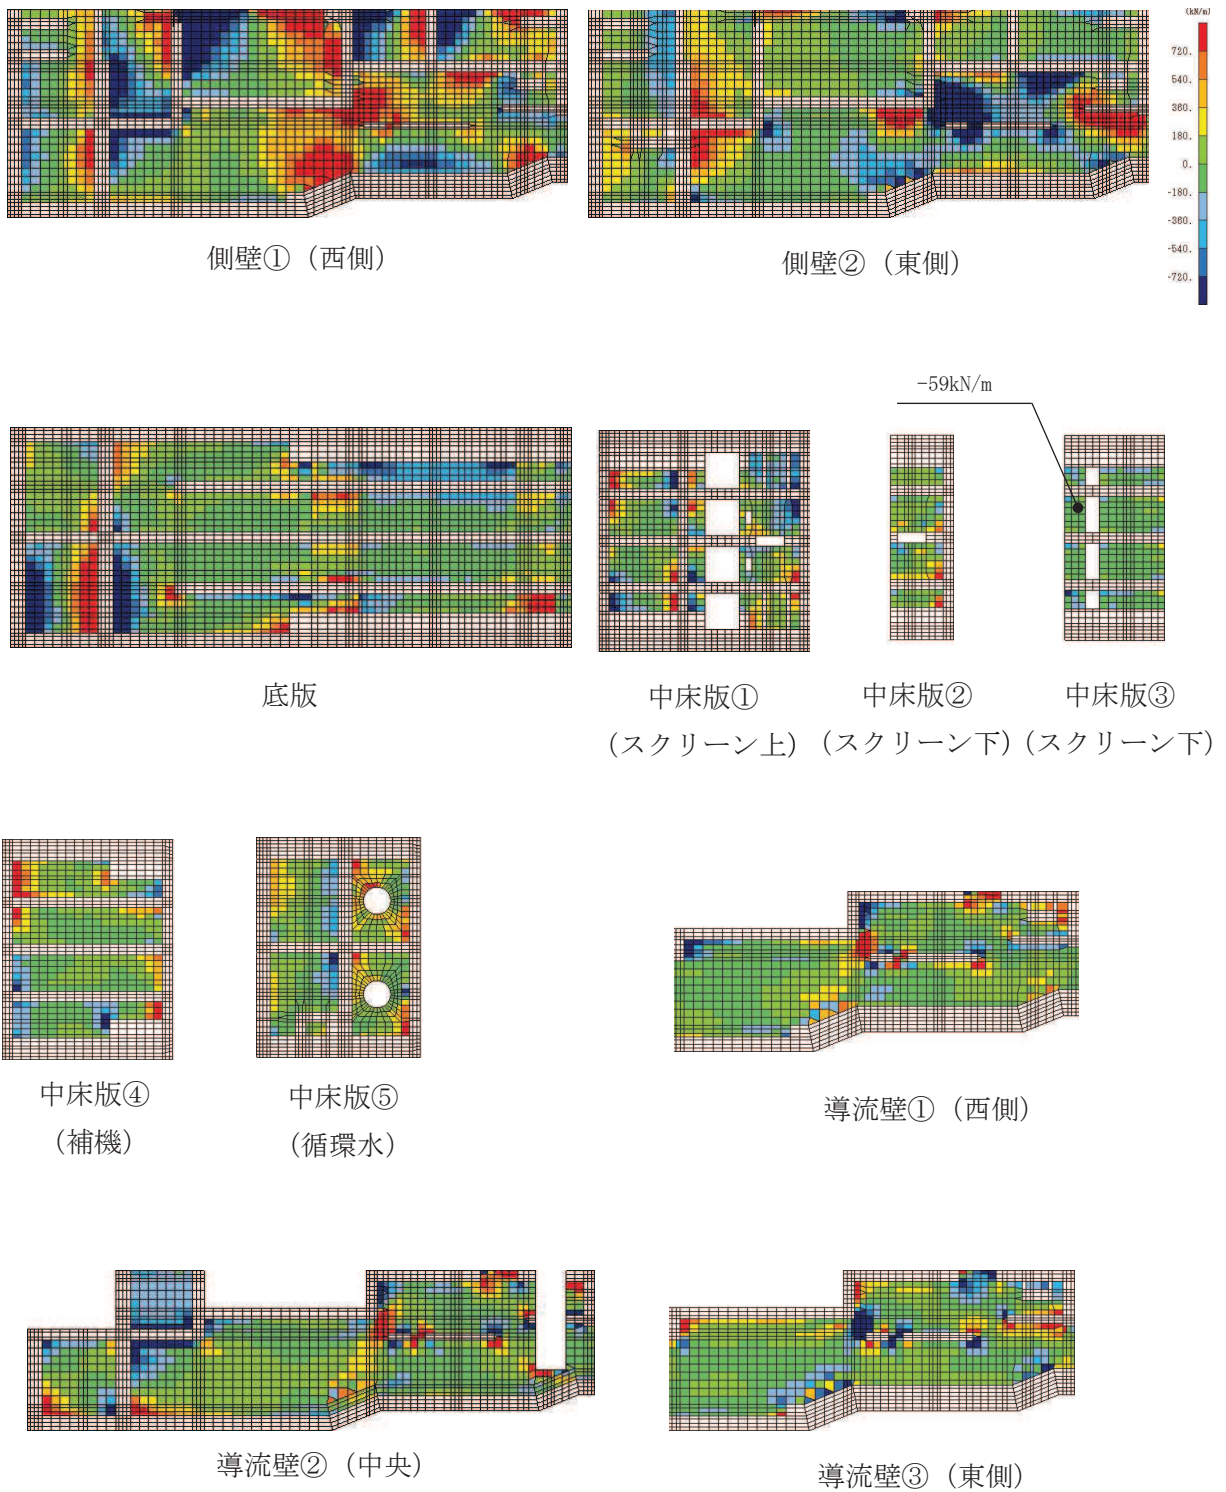 (kN/m)
720.
540.
360.
180.
0.
-180.
-360.
-540.
-720.
側壁①（西側）
側壁②（東側）
-59kN/m
底版
中床版①
（スクリーン上）
中床版②
（スクリーン下）
中床版③
（スクリーン下）
中床版④
（補機）
中床版⑤
（循環水）
導流壁①（西側）
導流壁②（中央）
導流壁③（東側）